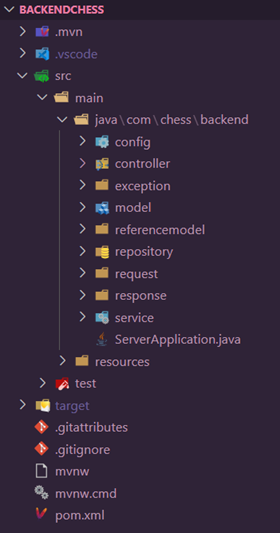 BACKENDCHESS
.mvn
.vscode
src
main
java\com\chess\backend
config
controller
exception
model
referencemodel
repository
request
response
service
ServerApplication.java
resources
test
target
.gitattributes
.gitignore
mvnw
mvnw.cmd
pom.xml